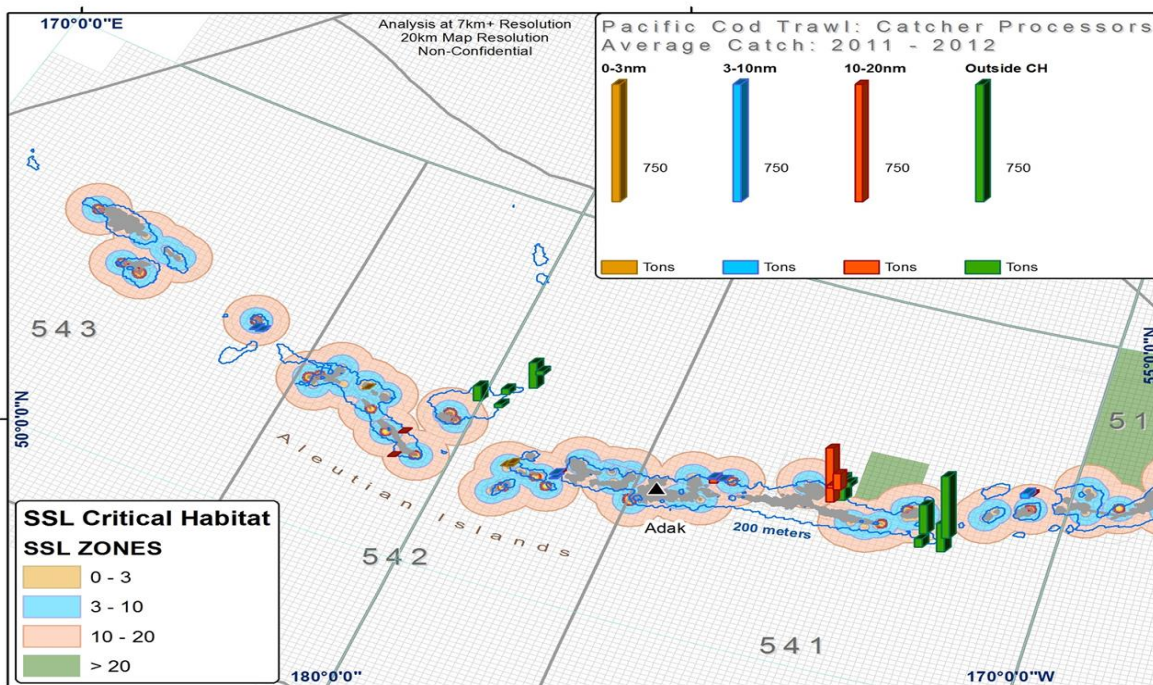 170°0'0"E
Analysis at 7km+ Resolution
20km Map Resolution
Non-Confidential
Pacific Cod Trawl: Catcher Processors
Average Catch: 2011 - 2012
0-3nm 3-10nm 10-20nm Outside CH
750 750 750 750
Tons Tons Tons Tons
543
50°0'0"N
55°0'0"N
51
Aleutian Islands
Adak
200 meters
542
541
SSL Critical Habitat
SSL ZONES
0 - 3
3 - 10
10 - 20
> 20
180°0'0"
170°0'0"W